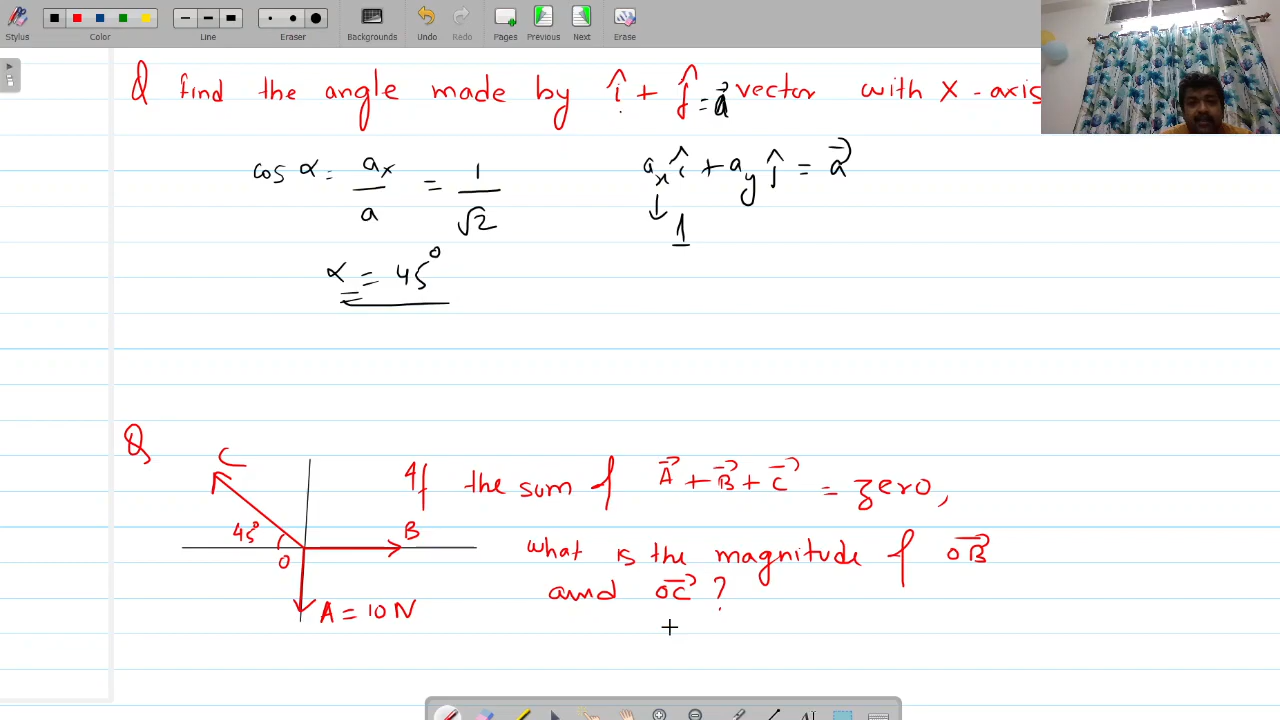 Stylus Color Line Eraser Backgrounds Undo Redo Pages Previous Next Erase
Q find the angle made by î + ĵ = a⃗ vector with X-axis
cos α = ax/a = 1/√2
ax î + ay ĵ = a⃗
1
α = 45°
Q
C
45°
O
B
A = 10 N
If the sum of A⃗ + B⃗ + C⃗ = zero,
what is the magnitude of OB⃗
and OC⃗ ?